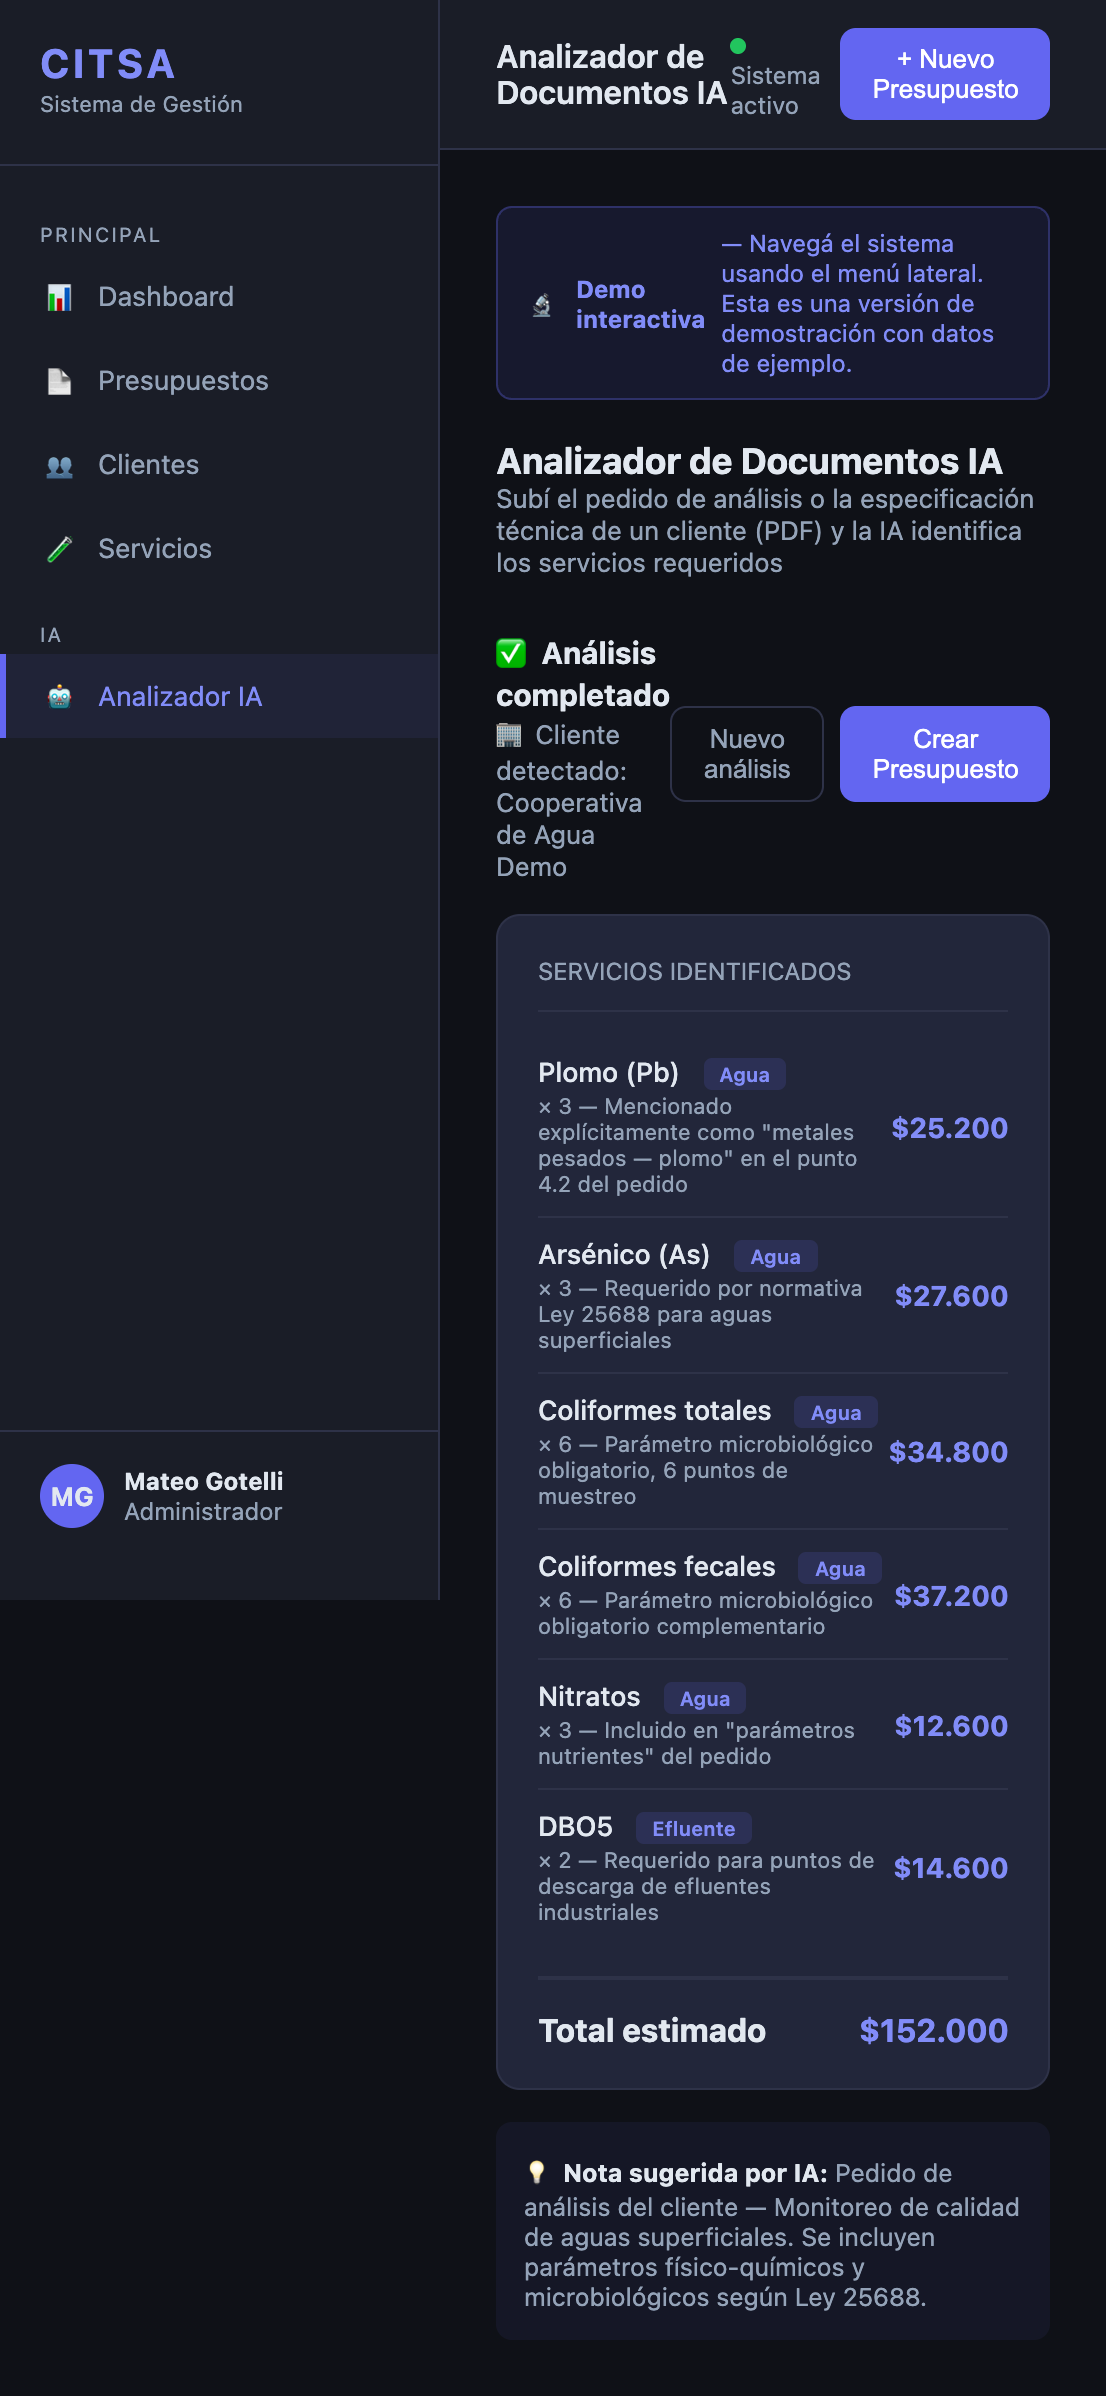 CITSA
Sistema de Gestión
PRINCIPAL
Dashboard
Presupuestos
Clientes
Servicios
IA
Analizador IA
MG
Mateo Gotelli
Administrador
Analizador de
Documentos IA
Sistema
activo
+ Nuevo
Presupuesto
Demo
interactiva
— Navegá el sistema
usando el menú lateral.
Esta es una versión de
demostración con datos
de ejemplo.
Analizador de Documentos IA
Subí el pedido de análisis o la especificación
técnica de un cliente (PDF) y la IA identifica
los servicios requeridos
✅ Análisis
completado
🏢 Cliente
detectado:
Cooperativa
de Agua
Demo
Nuevo
análisis
Crear
Presupuesto
SERVICIOS IDENTIFICADOS
Plomo (Pb) Agua
× 3 — Mencionado
explícitamente como "metales
pesados — plomo" en el punto
4.2 del pedido
$25.200
Arsénico (As) Agua
× 3 — Requerido por normativa
Ley 25688 para aguas
superficiales
$27.600
Coliformes totales Agua
× 6 — Parámetro microbiológico
obligatorio, 6 puntos de
muestreo
$34.800
Coliformes fecales Agua
× 6 — Parámetro microbiológico
obligatorio complementario
$37.200
Nitratos Agua
× 3 — Incluido en "parámetros
nutrientes" del pedido
$12.600
DBO5 Efluente
× 2 — Requerido para puntos de
descarga de efluentes
industriales
$14.600
Total estimado $152.000
💡 Nota sugerida por IA: Pedido de
análisis del cliente — Monitoreo de calidad
de aguas superficiales. Se incluyen
parámetros físico-químicos y
microbiológicos según Ley 25688.